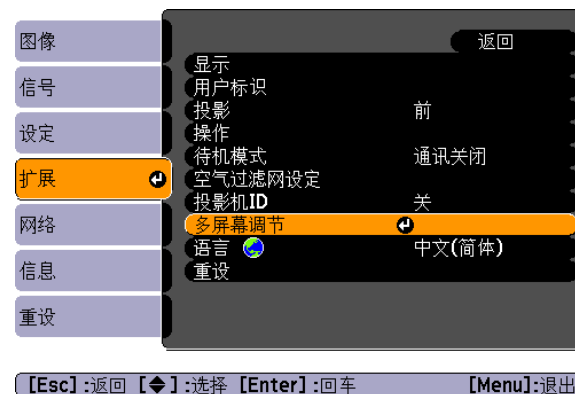 图像
信号
设定
扩展
网络
信息
重设
返回
显示
用户标识
投影 前
操作
待机模式 通讯关闭
空气过滤网设定
投影机ID 关
多屏幕调节
语言 中文(简体)
重设
[Esc]:返回 [◆]:选择 [Enter]:回车 [Menu]:退出